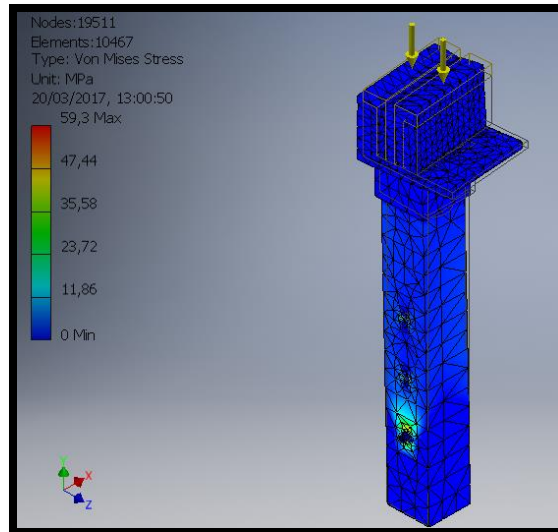 Nodes:19511
Elements:10467
Type: Von Mises Stress
Unit: MPa
20/03/2017, 13:00:50
59,3 Max
47,44
35,58
23,72
11,86
0 Min
Y
X
Z